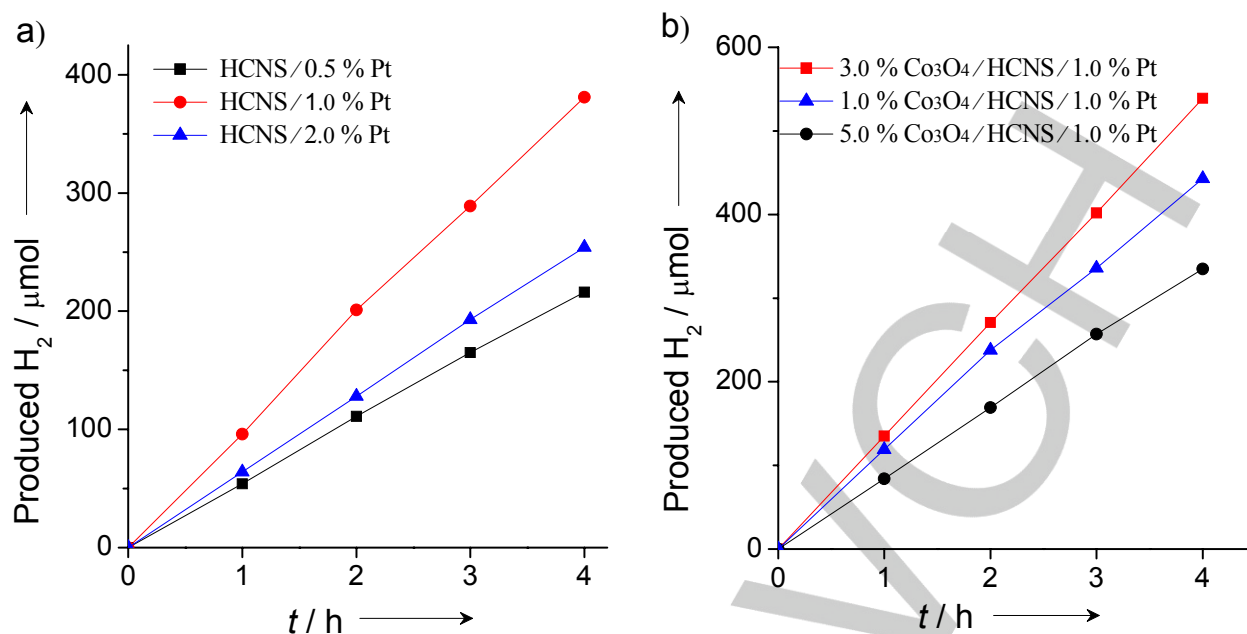 a)
HCNS/0.5 % Pt
HCNS/1.0 % Pt
HCNS/2.0 % Pt
Produced H₂ / μmol
400
300
200
100
0
0 1 2 3 4
t / h
b)
3.0 % Co₃O₄/HCNS/1.0 % Pt
1.0 % Co₃O₄/HCNS/1.0 % Pt
5.0 % Co₃O₄/HCNS/1.0 % Pt
Produced H₂ / μmol
600
400
200
0
0 1 2 3 4
t / h
VCH